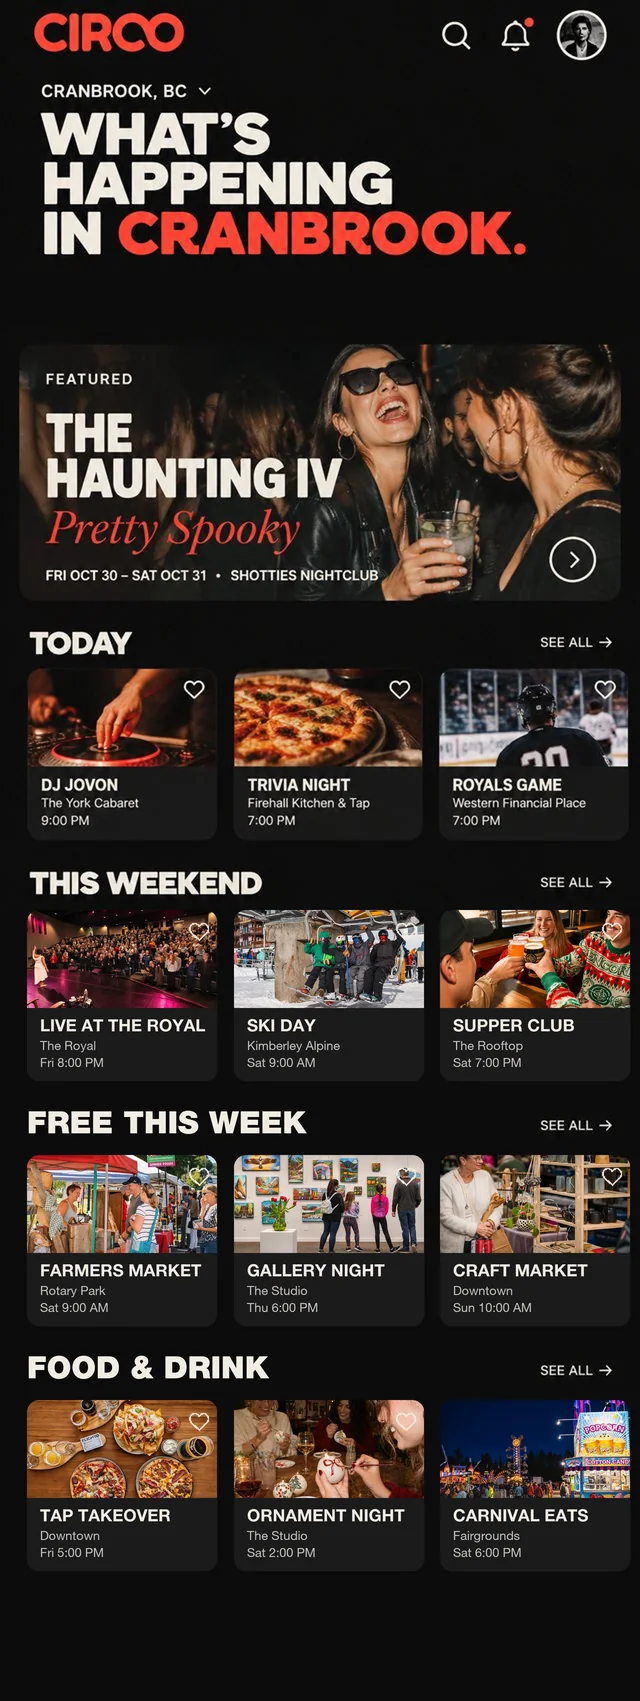 CIRCO
CRANBROOK, BC
WHAT'S
HAPPENING
IN CRANBROOK.
FEATURED
THE
HAUNTING IV
Pretty Spooky
FRI OCT 30 – SAT OCT 31 • SHOTTIES NIGHTCLUB
TODAY
SEE ALL →
DJ JOVON
The York Cabaret
9:00 PM
TRIVIA NIGHT
Firehall Kitchen & Tap
7:00 PM
20
ROYALS GAME
Western Financial Place
7:00 PM
THIS WEEKEND
SEE ALL →
LIVE AT THE ROYAL
The Royal
Fri 8:00 PM
SKI DAY
Kimberley Alpine
Sat 9:00 AM
SUPPER CLUB
The Rooftop
Sat 7:00 PM
FREE THIS WEEK
SEE ALL →
FARMERS MARKET
Rotary Park
Sat 9:00 AM
GALLERY NIGHT
The Studio
Thu 6:00 PM
CRAFT MARKET
Downtown
Sun 10:00 AM
FOOD & DRINK
SEE ALL →
TAP TAKEOVER
Downtown
Fri 5:00 PM
ORNAMENT NIGHT
The Studio
Sat 2:00 PM
POPCORN
COTTON CAND
CARNIVAL EATS
Fairgrounds
Sat 6:00 PM